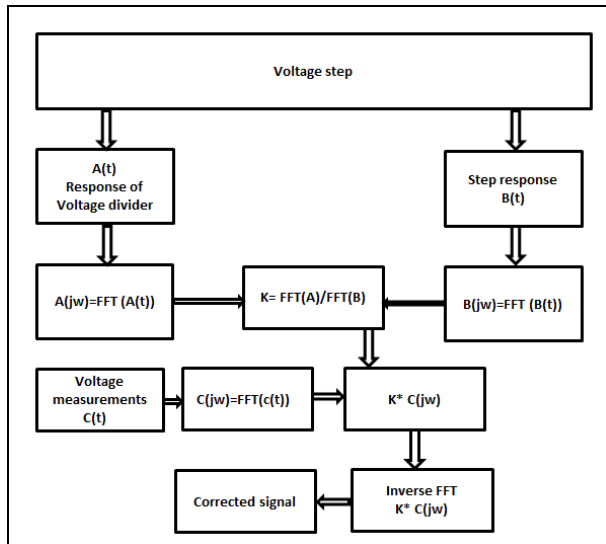 Voltage step
A(t)
Response of
Voltage divider
Step response
B(t)
A(jw)=FFT (A(t))
K= FFT(A)/FFT(B)
B(jw)=FFT (B(t))
Voltage
measurements
C(t)
C(jw)=FFT(c(t))
K* C(jw)
Corrected signal
Inverse FFT
K* C(jw)